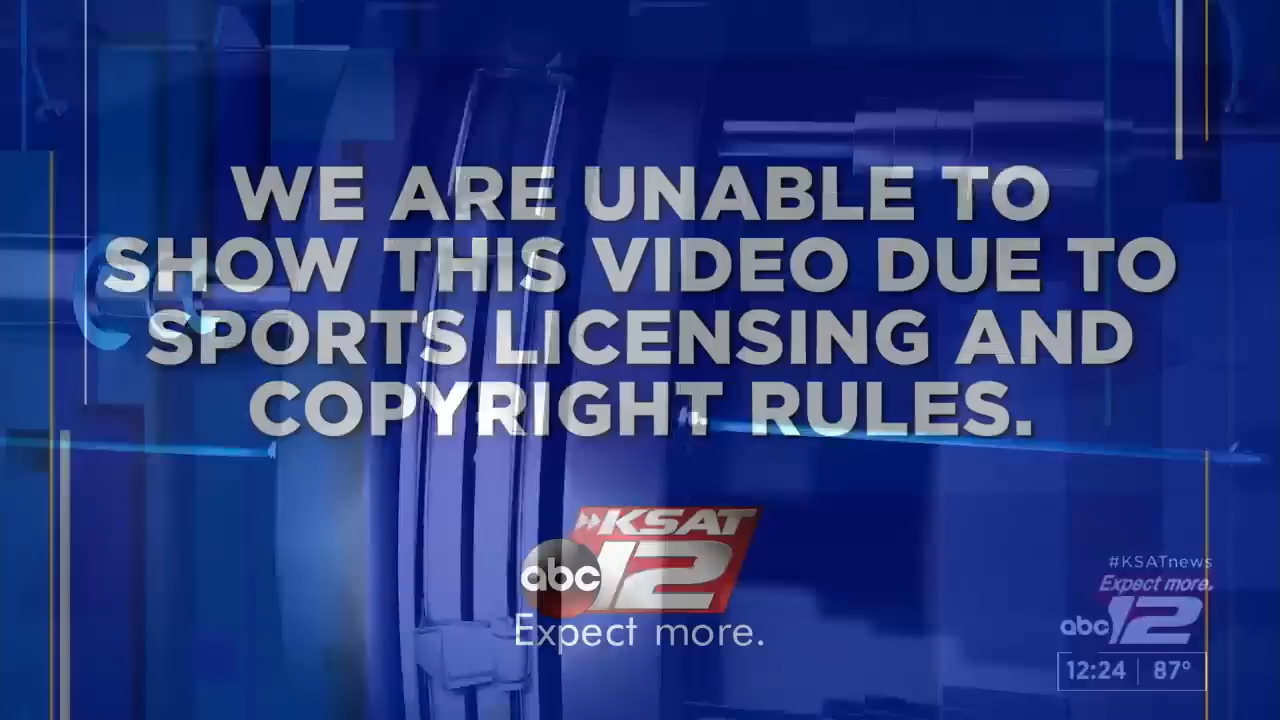 WE ARE UNABLE TO
SHOW THIS VIDEO DUE TO
SPORTS LICENSING AND
COPYRIGHT RULES.
KSAT
abc 12
Expect more.
#KSATnews
Expect more.
abc 12
12:24 87°